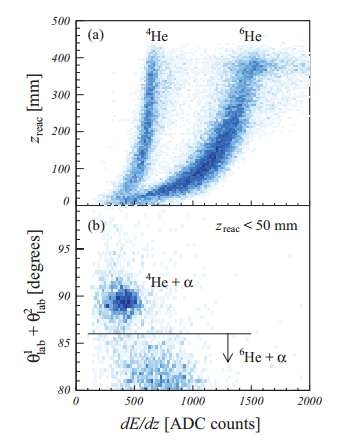 (a)
⁴He
⁶He
500
400
300
200
100
0
z_reac [mm]
(b)
z_reac < 50 mm
⁴He + α
⁶He + α
95
90
85
80
θ¹_lab + θ²_lab [degrees]
0
500
1000
1500
2000
dE/dz [ADC counts]